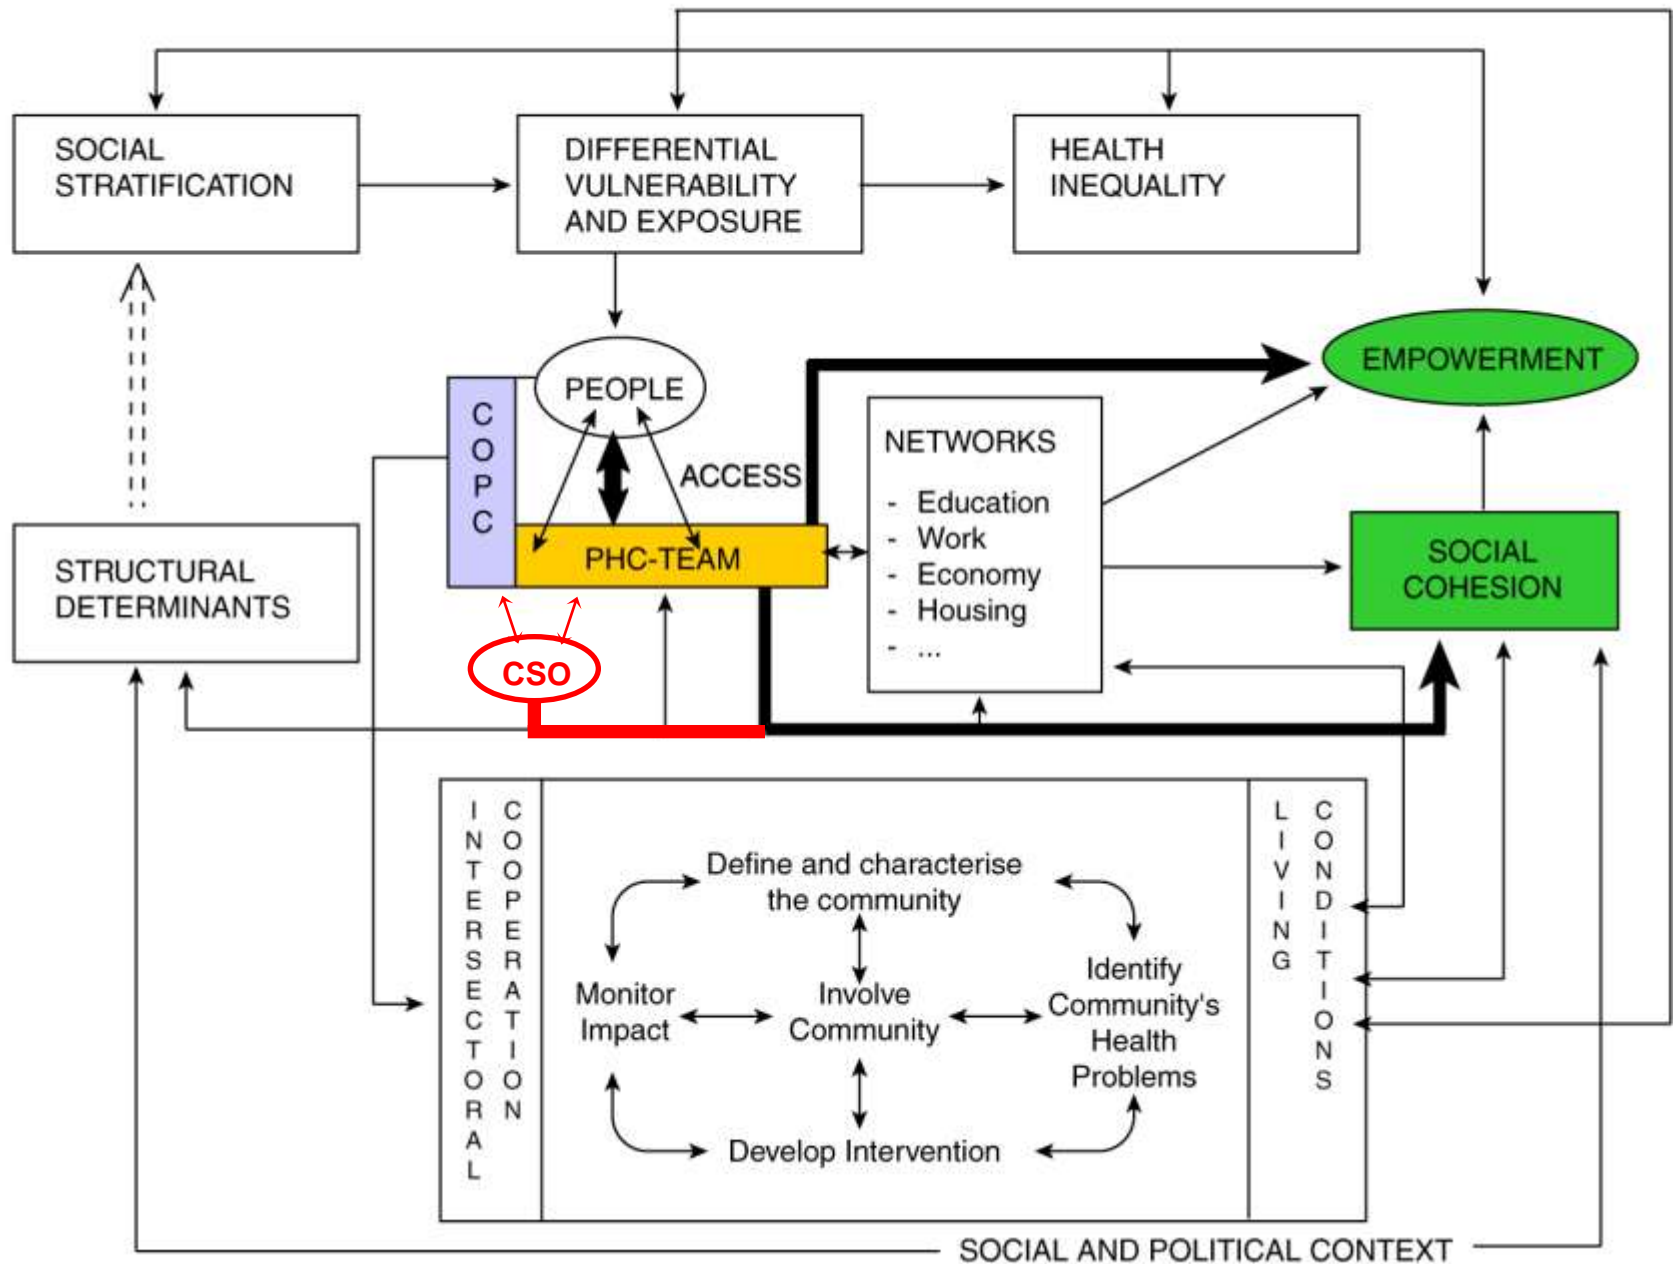 SOCIAL
STRATIFICATION
DIFFERENTIAL
VULNERABILITY
AND EXPOSURE
HEALTH
INEQUALITY
PEOPLE
EMPOWERMENT
COPC
ACCESS
NETWORKS
- Education
- Work
- Economy
- Housing
- ...
PHC-TEAM
STRUCTURAL
DETERMINANTS
SOCIAL
COHESION
CSO
INTERSECTORAL
COOPERATION
Define and characterise
the community
Monitor
Impact
Involve
Community
Identify
Community's
Health
Problems
Develop Intervention
LIVING
CONDITIONS
SOCIAL AND POLITICAL CONTEXT